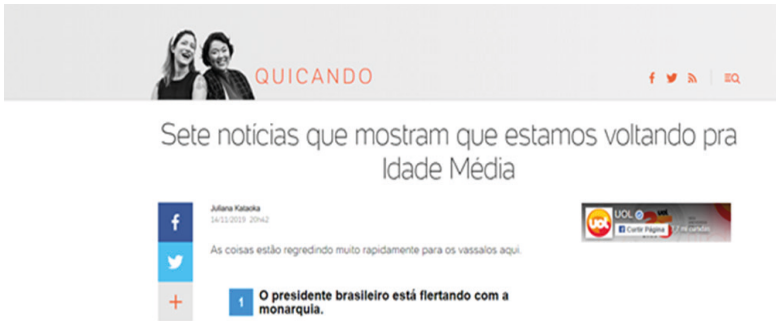 QUICANDO
Sete notícias que mostram que estamos voltando pra
Idade Média
Juliana Kataoka
14/11/2019 20h42
UOL
Curtir Página
As coisas estão regredindo muito rapidamente para os vassalos aqui.
1 O presidente brasileiro está flertando com a
monarquia.